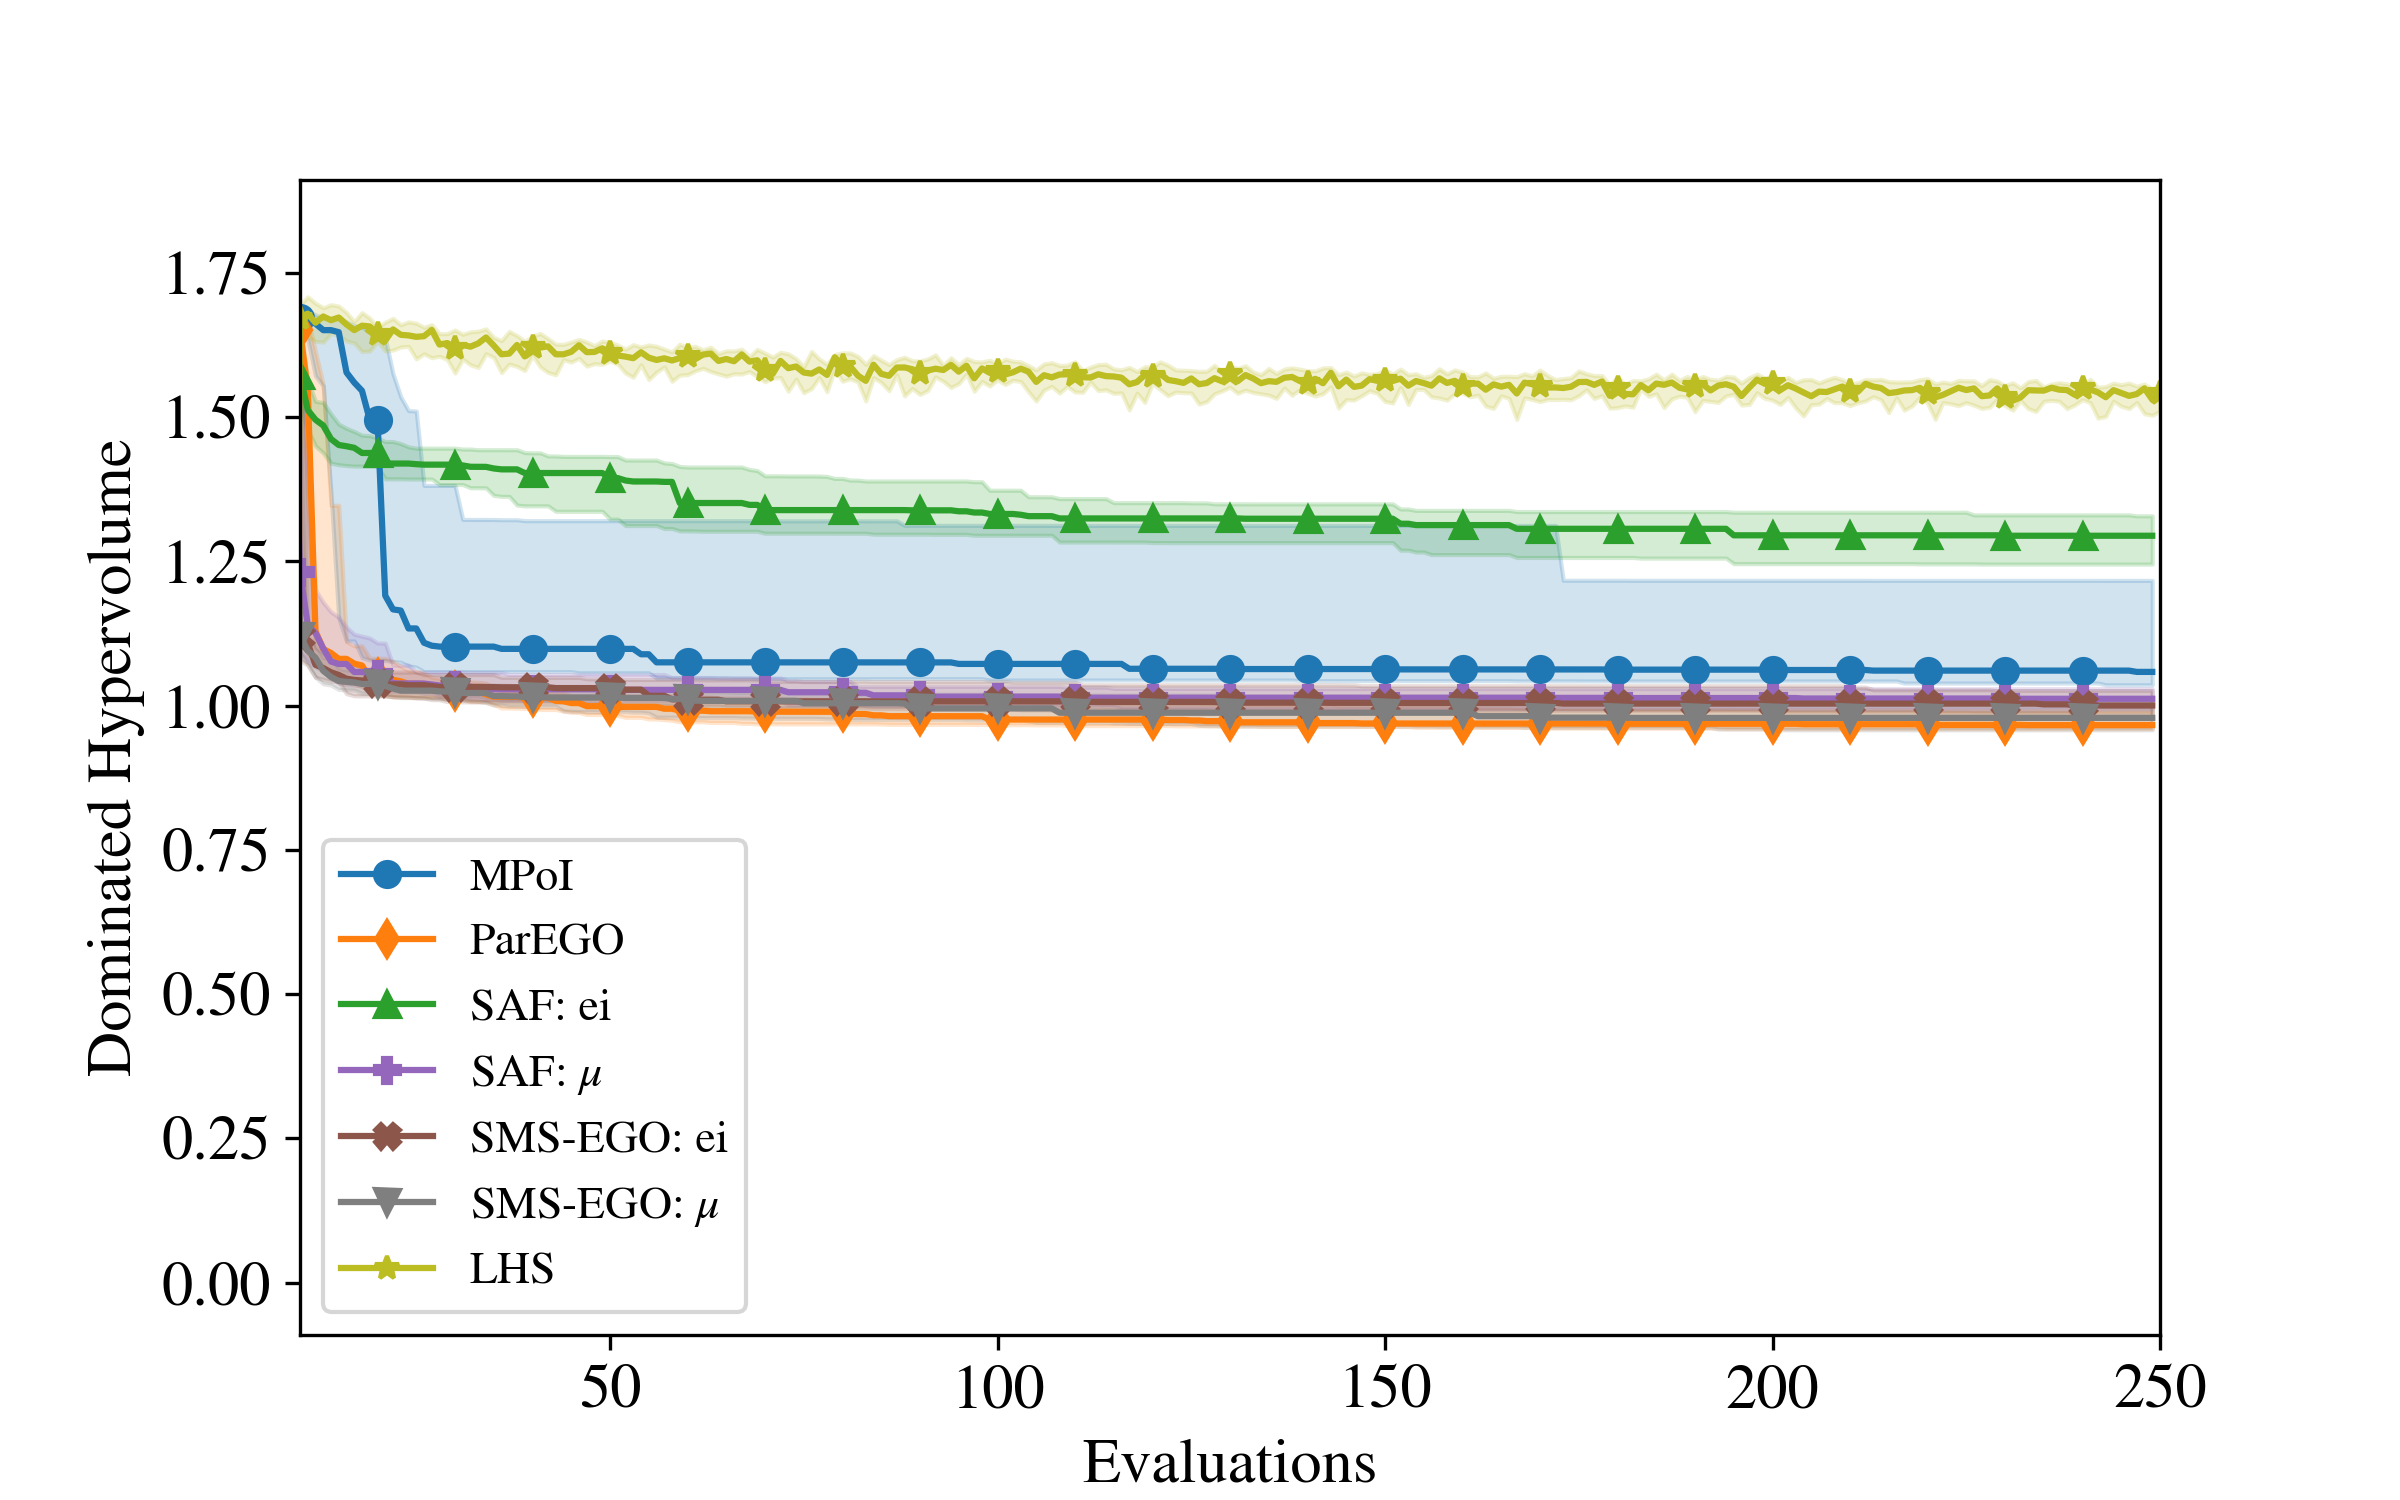 Dominated Hypervolume
1.75
1.50
1.25
1.00
0.75
0.50
0.25
0.00
MPoI
ParEGO
SAF: ei
SAF: μ
SMS-EGO: ei
SMS-EGO: μ
LHS
50 100 150 200 250
Evaluations